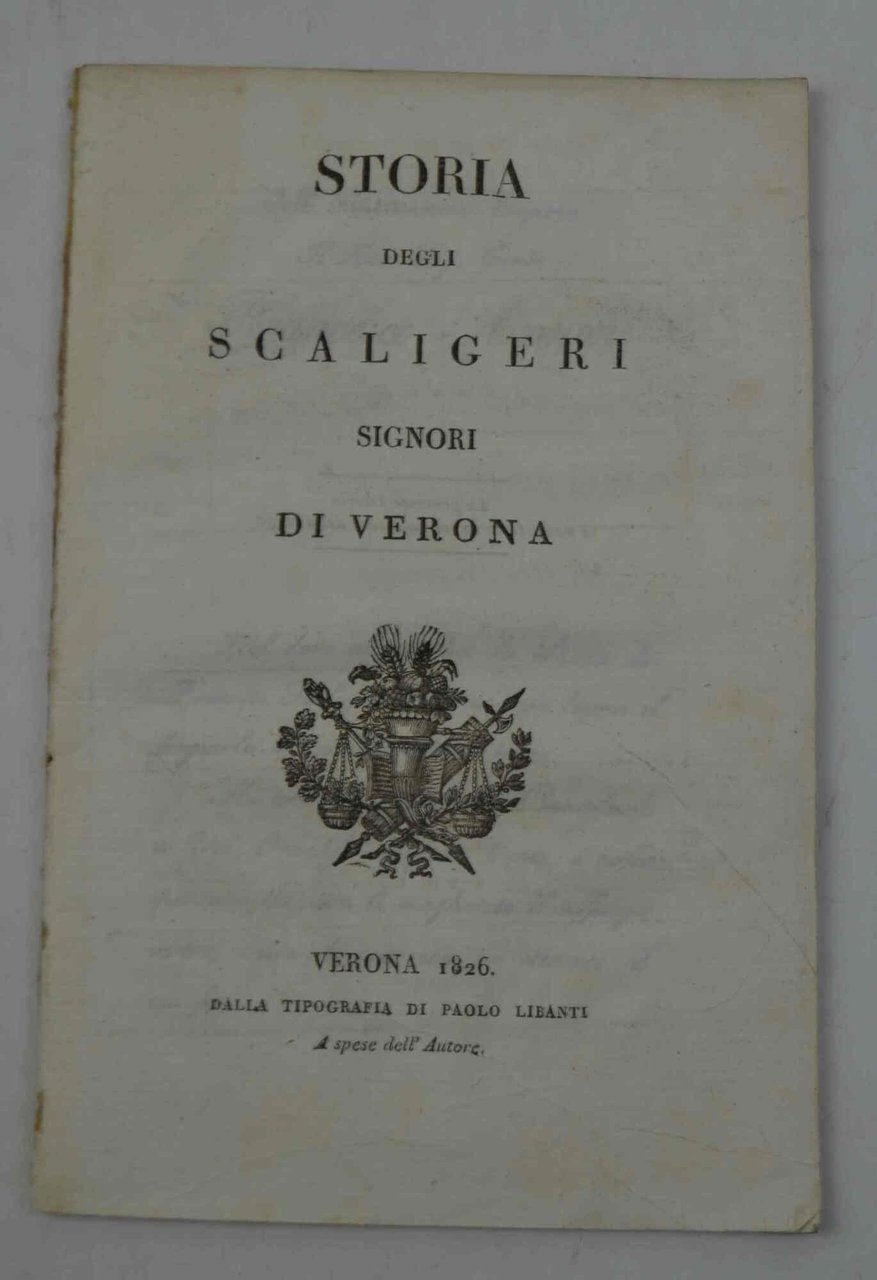 STORIA
DEGLI
SCALIGERI
SIGNORI
DI VERONA
VERONA 1826.
DALLA TIPOGRAFIA DI PAOLO LIBANTI
A spese dell' Autore.